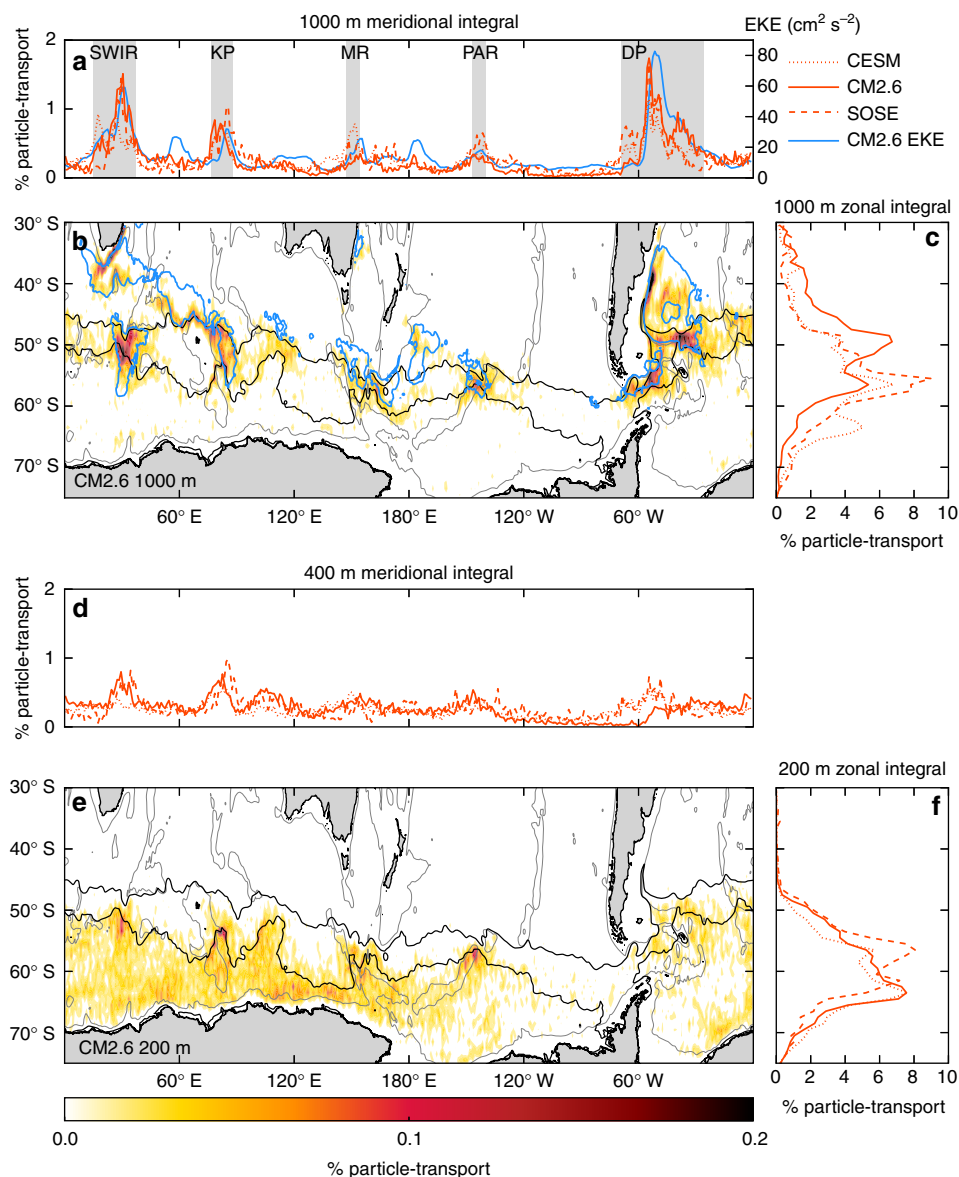 1000 m meridional integral
EKE (cm² s⁻²)
a
SWIR
KP
MR
PAR
DP
% particle-transport
2
1
0
80
60
40
20
0
CESM
CM2.6
SOSE
CM2.6 EKE
b
30° S
40° S
50° S
60° S
70° S
CM2.6 1000 m
60° E
120° E
180° E
120° W
60° W
1000 m zonal integral
c
0 2 4 6 8 10
% particle-transport
400 m meridional integral
d
% particle-transport
2
1
0
e
30° S
40° S
50° S
60° S
70° S
CM2.6 200 m
60° E
120° E
180° E
120° W
60° W
200 m zonal integral
f
0 2 4 6 8 10
% particle-transport
0.0
0.1
0.2
% particle-transport